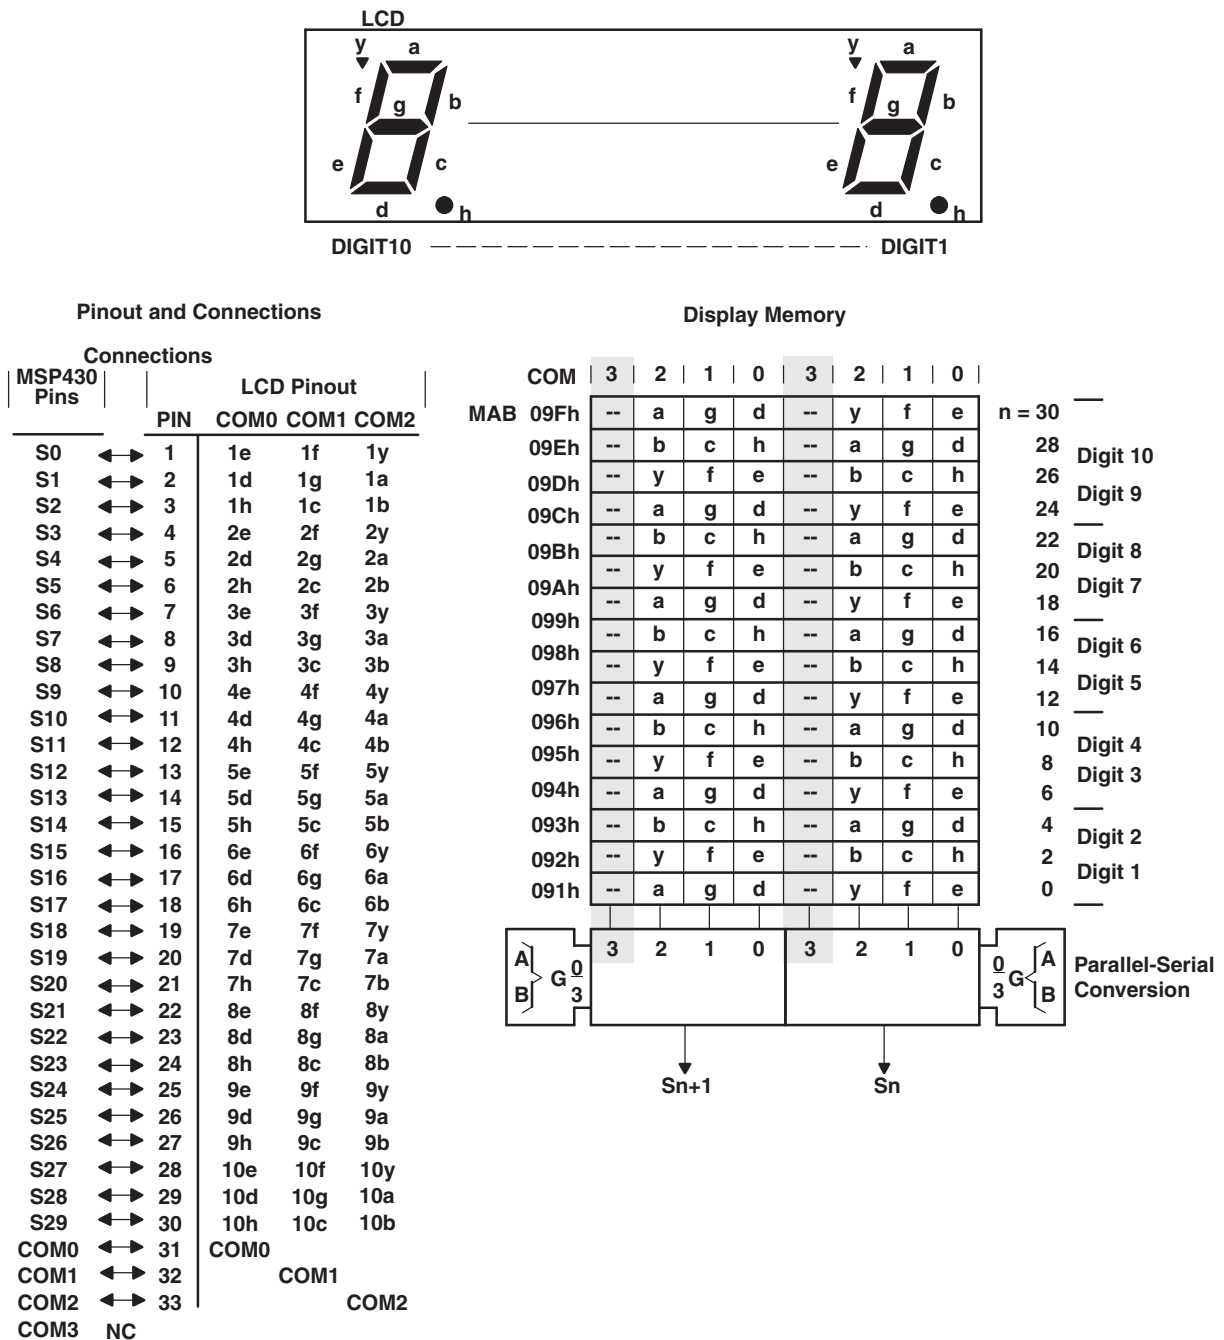 LCD
y a y a
f g b f g b
e c e c
d h d h
DIGIT10 DIGIT1
Pinout and Connections
Connections
MSP430 Pins LCD Pinout
PIN COM0 COM1 COM2
S0 1 1e 1f 1y
S1 2 1d 1g 1a
S2 3 1h 1c 1b
S3 4 2e 2f 2y
S4 5 2d 2g 2a
S5 6 2h 2c 2b
S6 7 3e 3f 3y
S7 8 3d 3g 3a
S8 9 3h 3c 3b
S9 10 4e 4f 4y
S10 11 4d 4g 4a
S11 12 4h 4c 4b
S12 13 5e 5f 5y
S13 14 5d 5g 5a
S14 15 5h 5c 5b
S15 16 6e 6f 6y
S16 17 6d 6g 6a
S17 18 6h 6c 6b
S18 19 7e 7f 7y
S19 20 7d 7g 7a
S20 21 7h 7c 7b
S21 22 8e 8f 8y
S22 23 8d 8g 8a
S23 24 8h 8c 8b
S24 25 9e 9f 9y
S25 26 9d 9g 9a
S26 27 9h 9c 9b
S27 28 10e 10f 10y
S28 29 10d 10g 10a
S29 30 10h 10c 10b
COM0 31 COM0
COM1 32 COM1
COM2 33 COM2
COM3 NC
Display Memory
COM 3 2 1 0 3 2 1 0
MAB 09Fh -- a g d -- y f e n = 30
09Eh -- b c h -- a g d 28 Digit 10
09Dh -- y f e -- b c h 26
09Ch -- a g d -- y f e 24 Digit 9
09Bh -- b c h -- a g d 22 Digit 8
09Ah -- y f e -- b c h 20 Digit 7
099h -- a g d -- y f e 18
098h -- b c h -- a g d 16 Digit 6
097h -- y f e -- b c h 14 Digit 5
096h -- a g d -- y f e 12
095h -- b c h -- a g d 10 Digit 4
094h -- y f e -- b c h 8 Digit 3
093h -- a g d -- y f e 6
092h -- b c h -- a g d 4 Digit 2
091h -- y f e -- b c h 2 Digit 1
-- a g d -- y f e 0
A B G 0 3 3 2 1 0 3 2 1 0 0 3 G A B
Parallel-Serial
Conversion
Sn+1 Sn